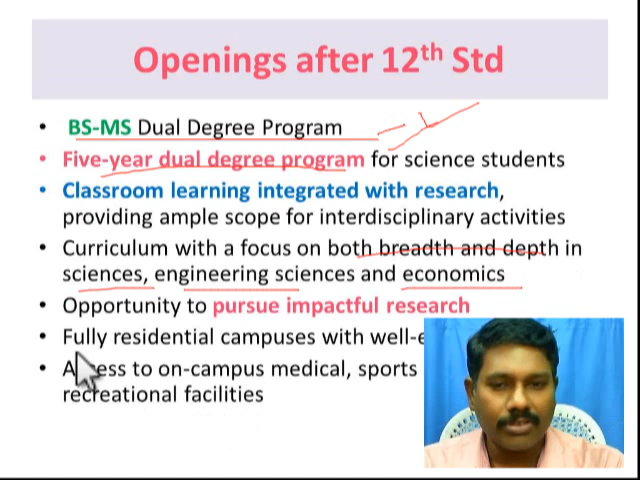 Openings after 12th Std
• BS-MS Dual Degree Program
• Five-year dual degree program for science students
• Classroom learning integrated with research,
providing ample scope for interdisciplinary activities
• Curriculum with a focus on both breadth and depth in
sciences, engineering sciences and economics
• Opportunity to pursue impactful research
• Fully residential campuses with
• Access to on-campus medical, sports
recreational facilities